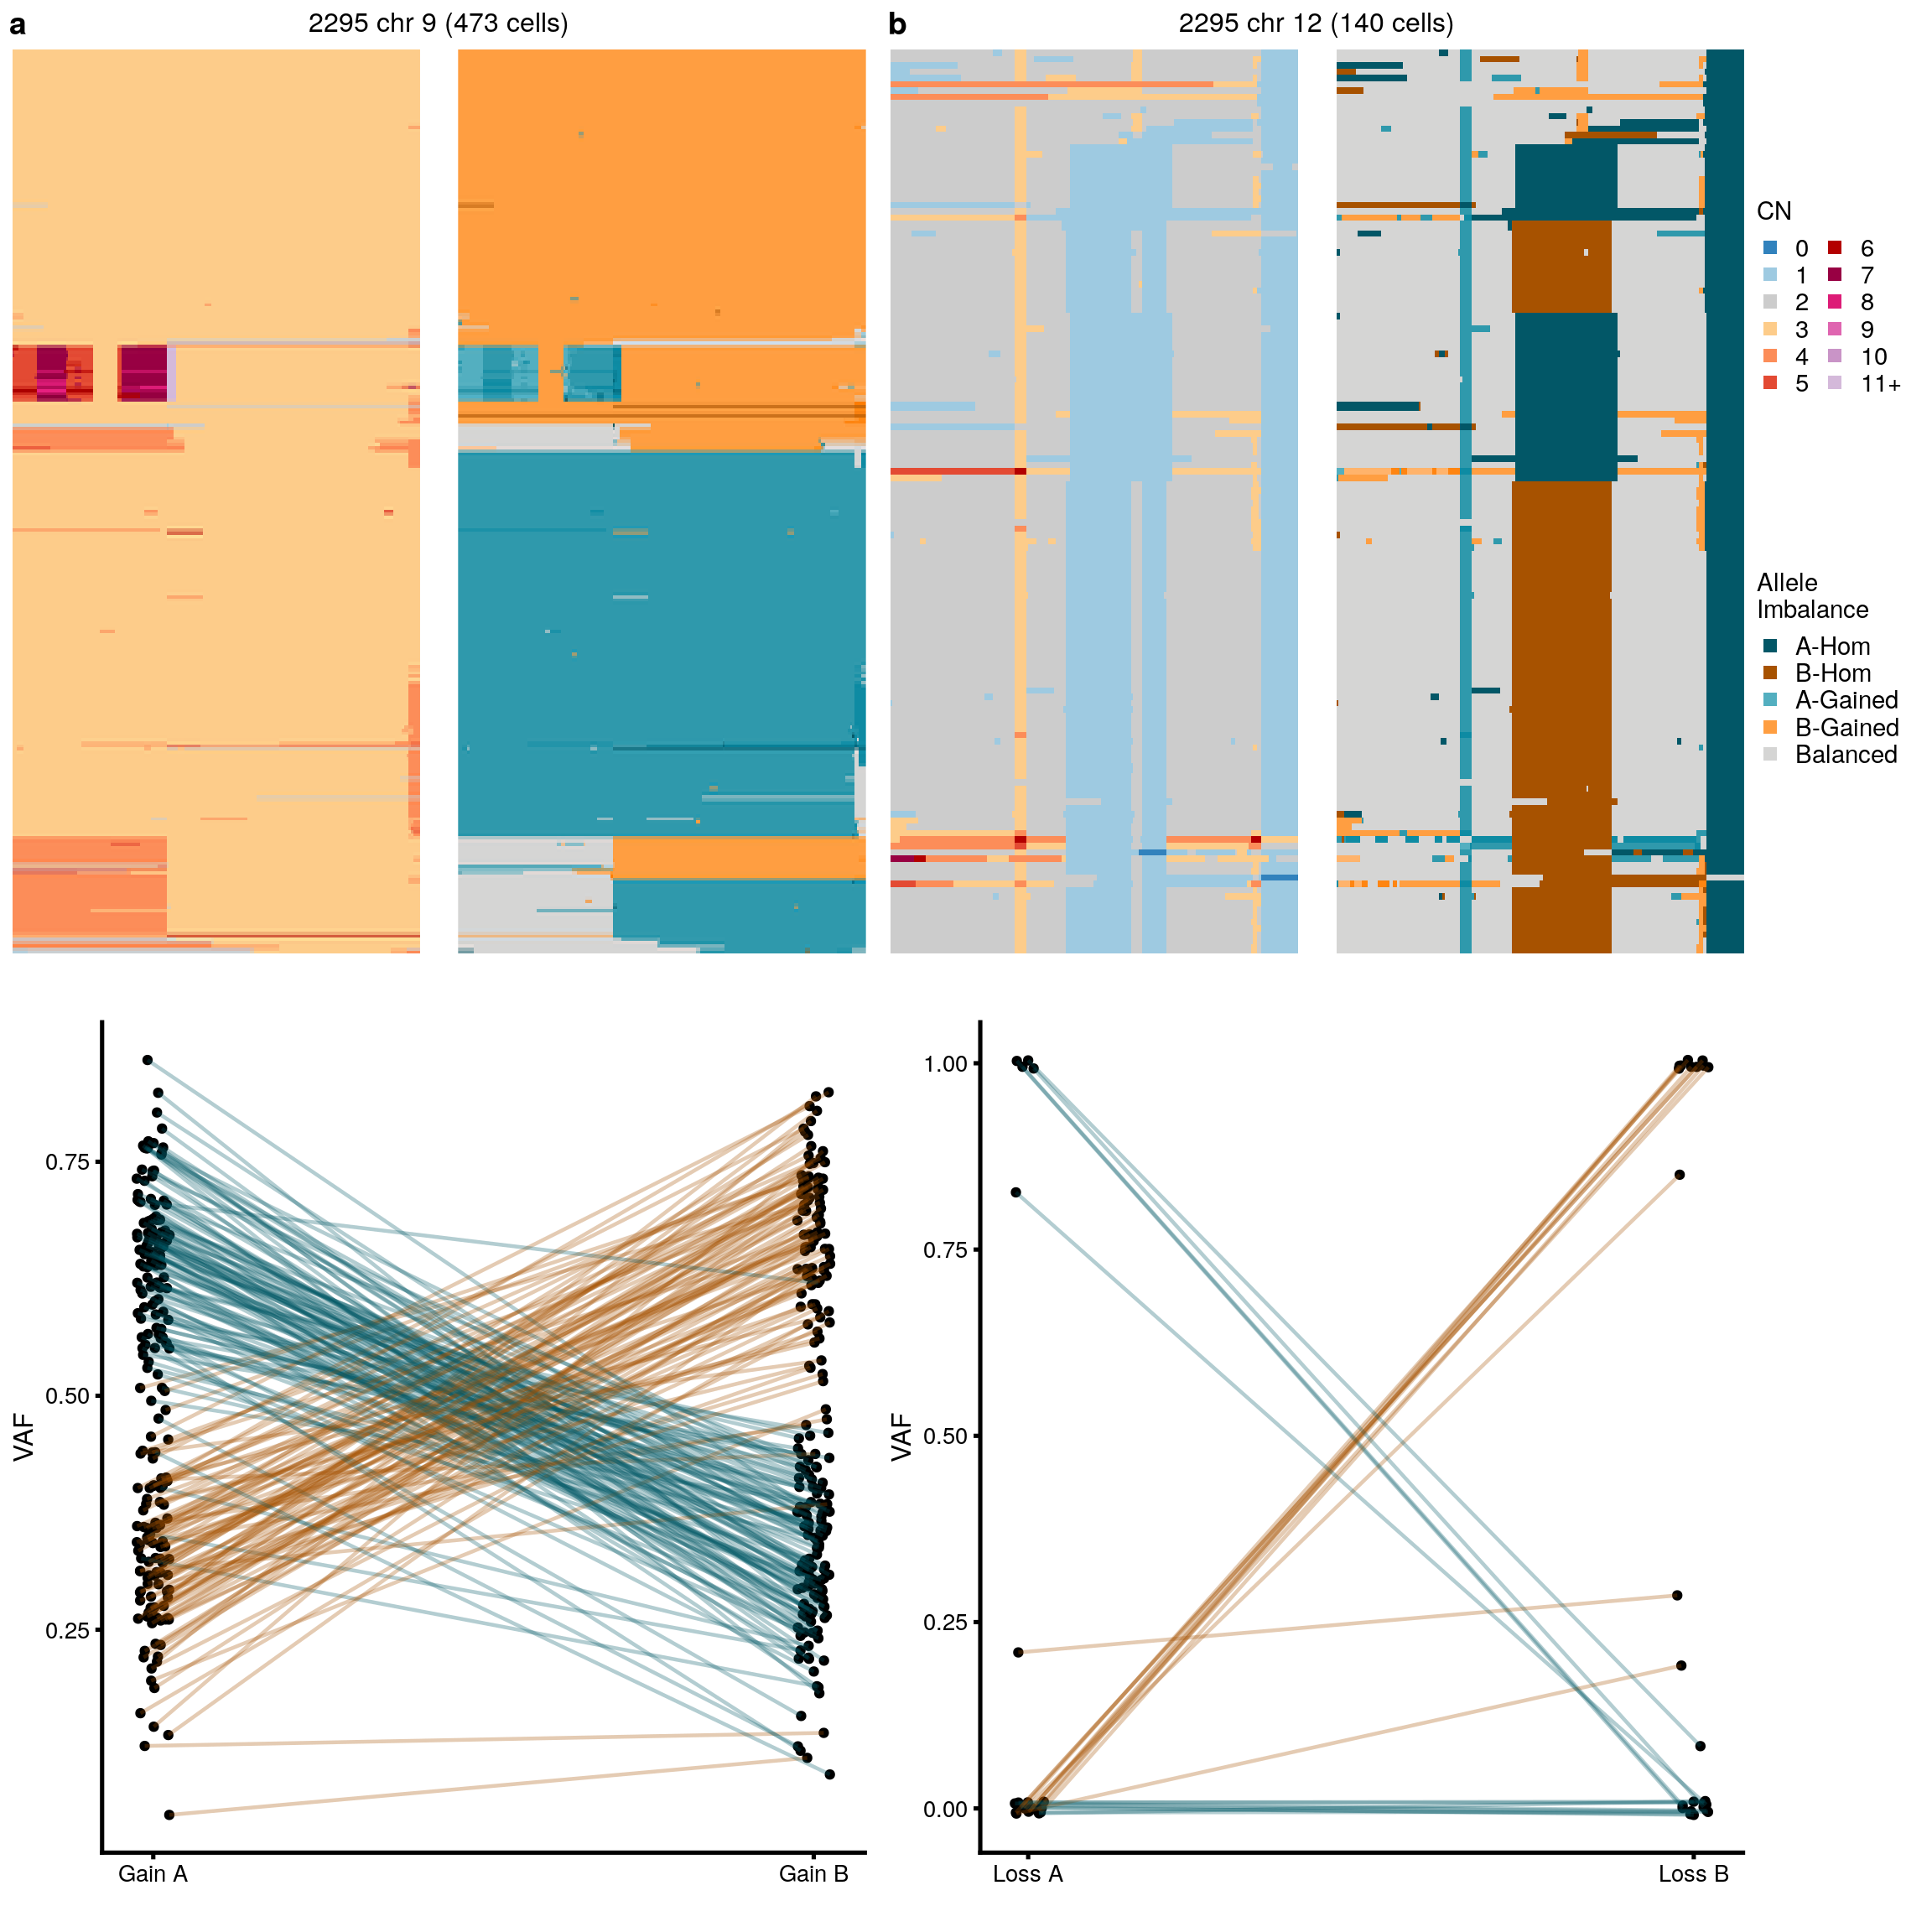 a
2295 chr 9 (473 cells)
b
2295 chr 12 (140 cells)
CN
0 6
1 7
2 8
3 9
4 10
5 11+
Allele
Imbalance
A-Hom
B-Hom
A-Gained
B-Gained
Balanced
VAF
0.75
0.50
0.25
Gain A
Gain B
VAF
1.00
0.75
0.50
0.25
0.00
Loss A
Loss B